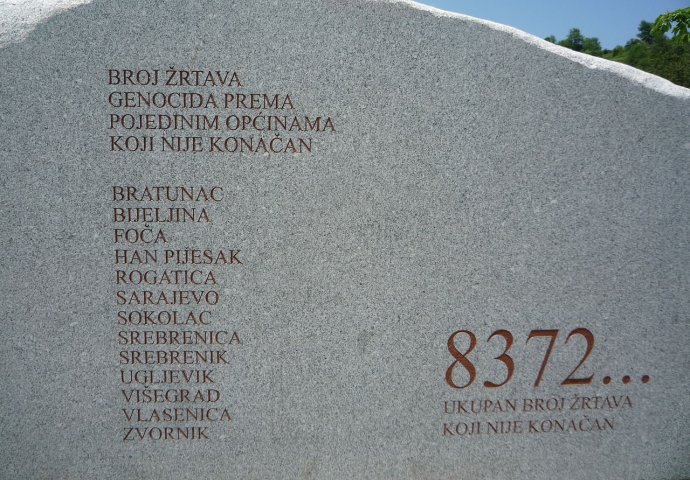 BROJ ŽRTAVA
GENOCIDA PREMA
POJEDINIM OPĆINAMA
KOJI NIJE KONAČAN
BRATUNAC
BIJELJINA
FOČA
HAN PIJESAK
ROGATICA
SARAJEVO
SOKOLAC
SREBRENICA
SREBRENIK
UGLJEVIK
VIŠEGRAD
VLASENICA
ZVORNIK
8372...
UKUPAN BROJ ŽRTAVA
KOJI NIJE KONAČAN